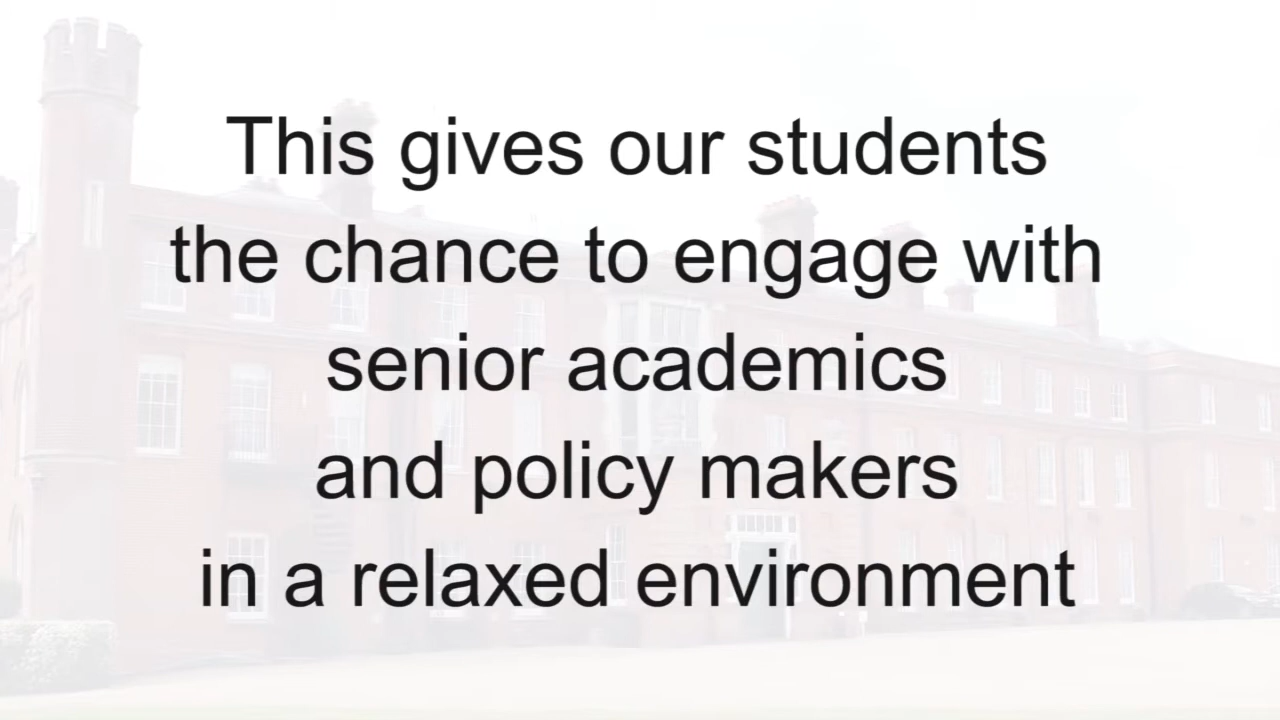 This gives our students
the chance to engage with
senior academics
and policy makers
in a relaxed environment